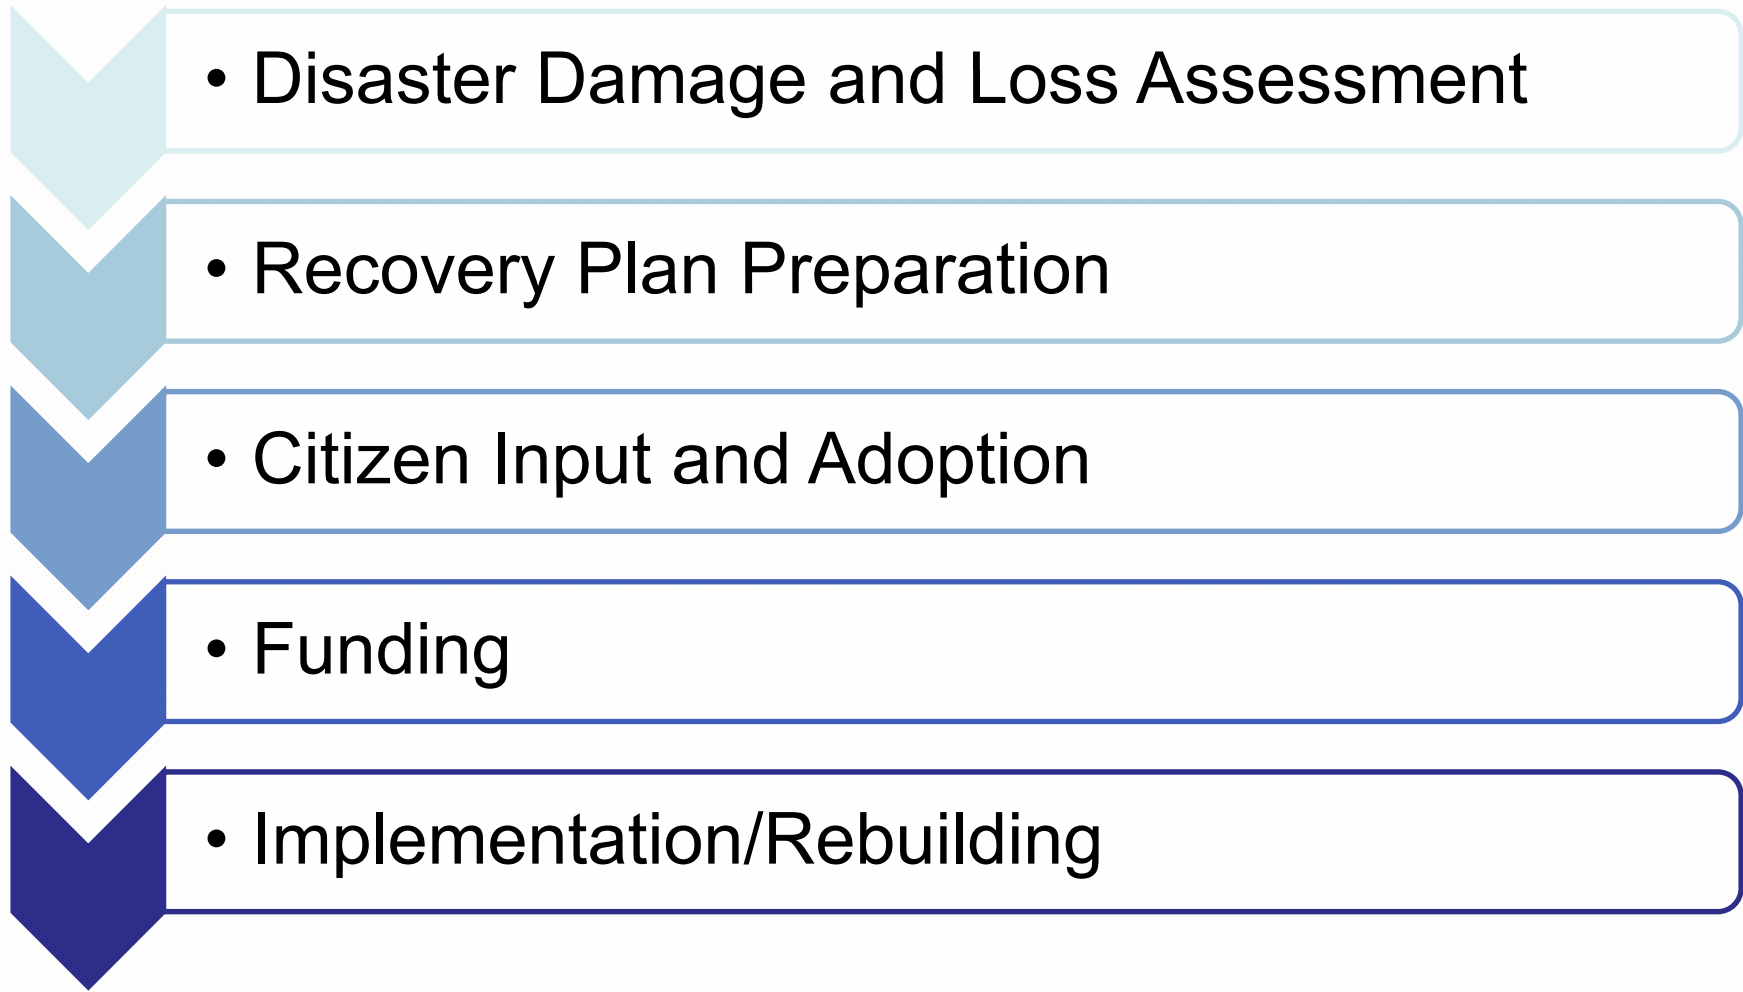 • Disaster Damage and Loss Assessment
• Recovery Plan Preparation
• Citizen Input and Adoption
• Funding
• Implementation/Rebuilding